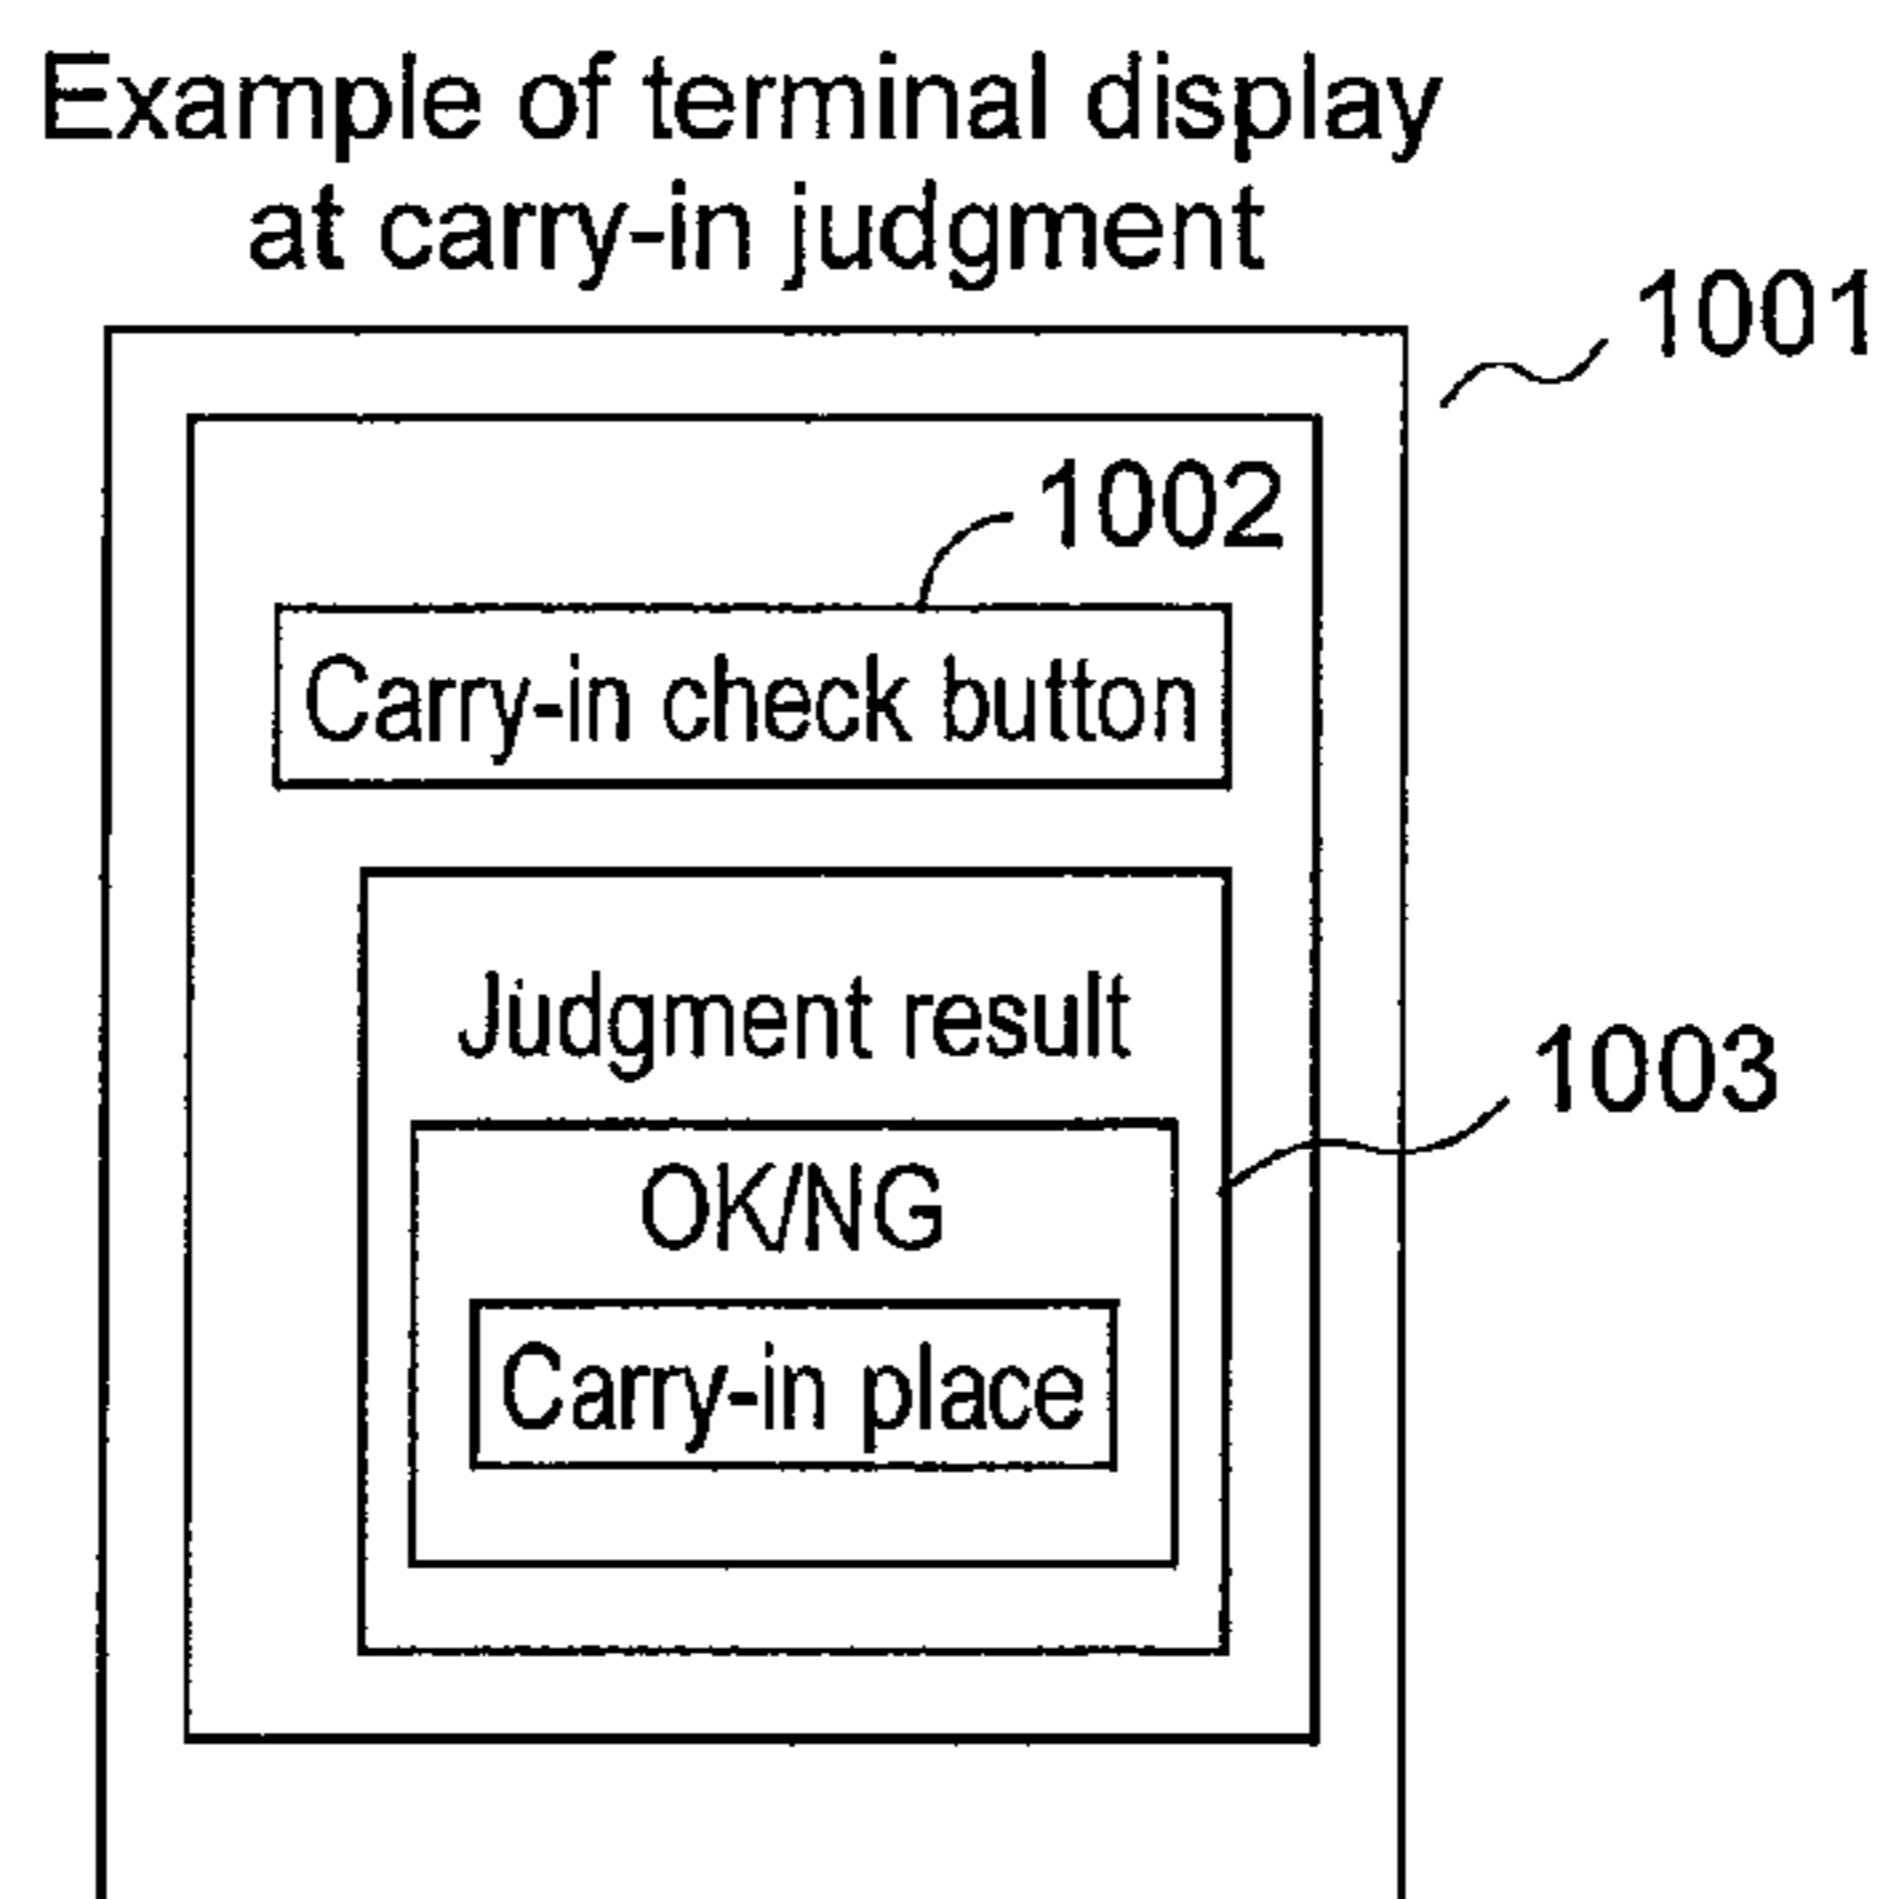 Example of terminal display
at carry-in judgment
1001
1002
Carry-in check button
Judgment result
1003
OK/NG
Carry-in place